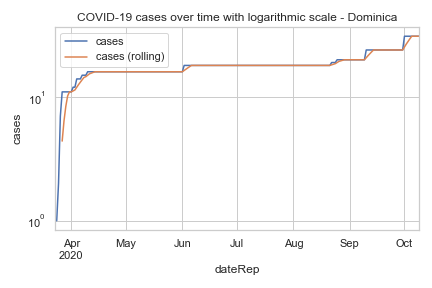 COVID-19 cases over time with logarithmic scale - Dominica
cases
cases (rolling)
10¹
10⁰
cases
Apr
2020
May
Jun
Jul
Aug
Sep
Oct
dateRep